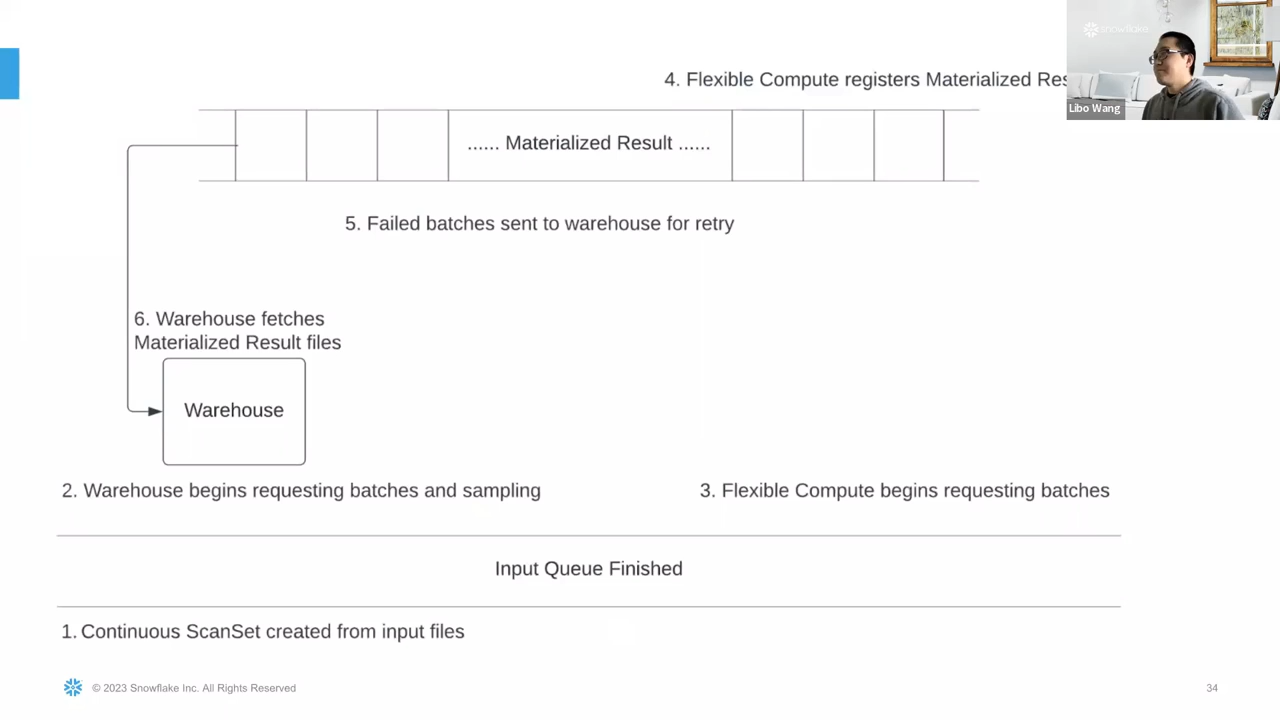 snowflake
4. Flexible Compute registers Materialized Res
Libo Wang
...... Materialized Result ......
5. Failed batches sent to warehouse for retry
6. Warehouse fetches
Materialized Result files
Warehouse
2. Warehouse begins requesting batches and sampling
3. Flexible Compute begins requesting batches
Input Queue Finished
1. Continuous ScanSet created from input files
© 2023 Snowflake Inc. All Rights Reserved
34